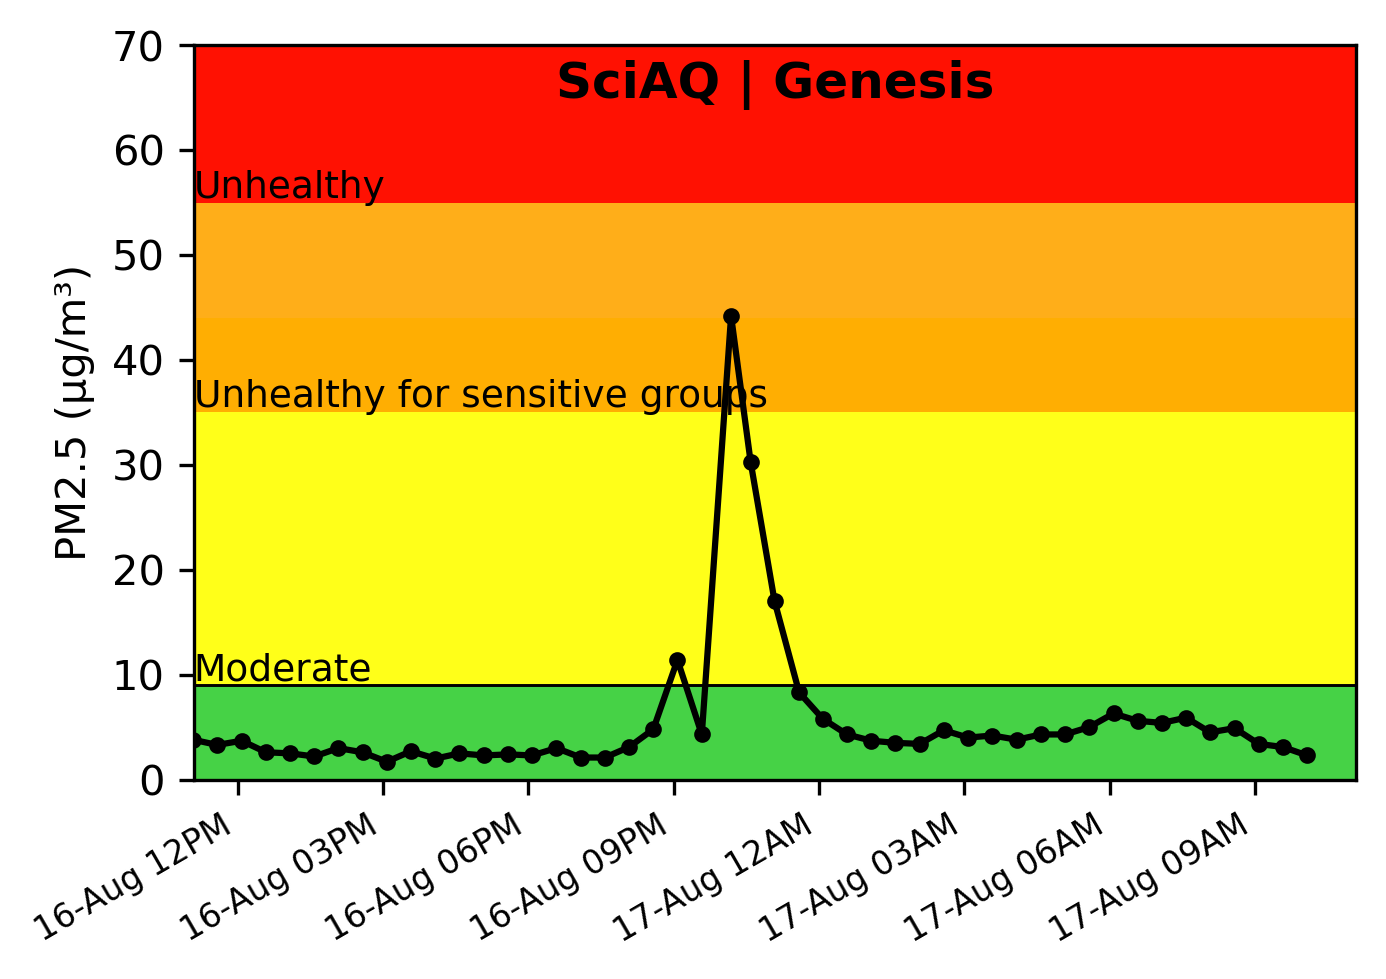 SciAQ | Genesis
70
60
50
40
30
20
10
0
PM2.5 (μg/m³)
Unhealthy
Unhealthy for sensitive groups
Moderate
16-Aug 12PM
16-Aug 03PM
16-Aug 06PM
16-Aug 09PM
17-Aug 12AM
17-Aug 03AM
17-Aug 06AM
17-Aug 09AM